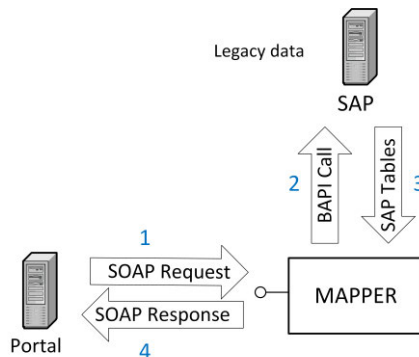 Legacy data
SAP
2
BAPI Call
SAP Tables
3
1
SOAP Request
MAPPER
SOAP Response
Portal
4